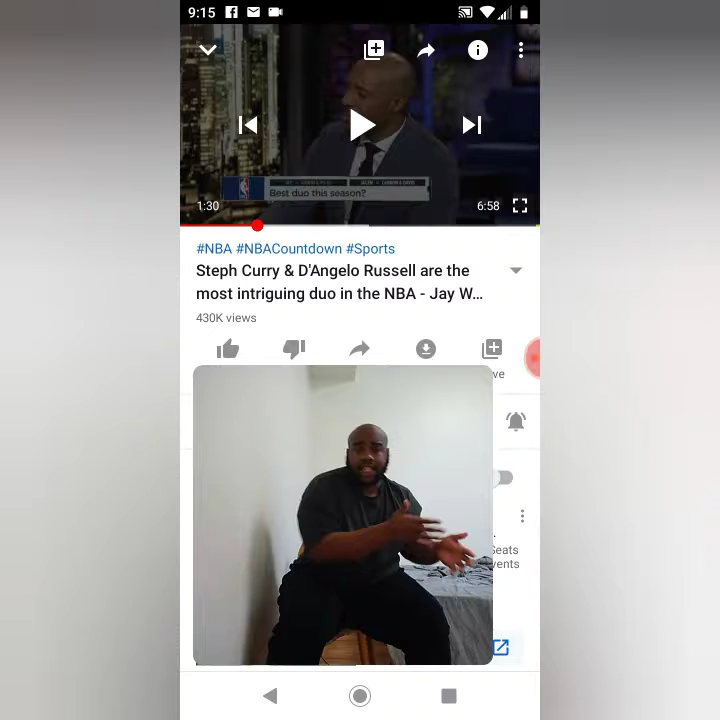 9:15
Best duo this season?
1:30
6:58
#NBA #NBACountdown #Sports
Steph Curry & D'Angelo Russell are the
most intriguing duo in the NBA - Jay W...
430K views
ve
Seats
vents